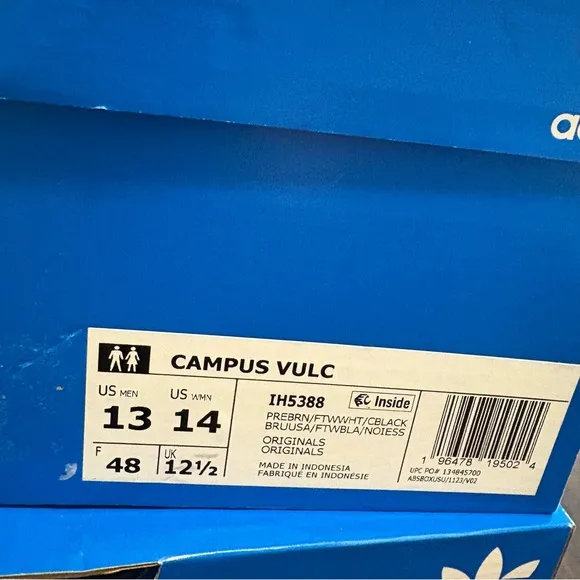 CAMPUS VULC
US MEN
13
US WMN
14
F
48
UK
12½
IH5388
Inside
PREBRN/FTWWHT/CBLACK
BRUUSA/FTWBLA/NOIESS
ORIGINALS
ORIGINALS
MADE IN INDONESIA
FABRIQUÉ EN INDONÉSIE
1 96478 19502 4
UPC PO# 134845700
ABSBOXUSU/1123/V02